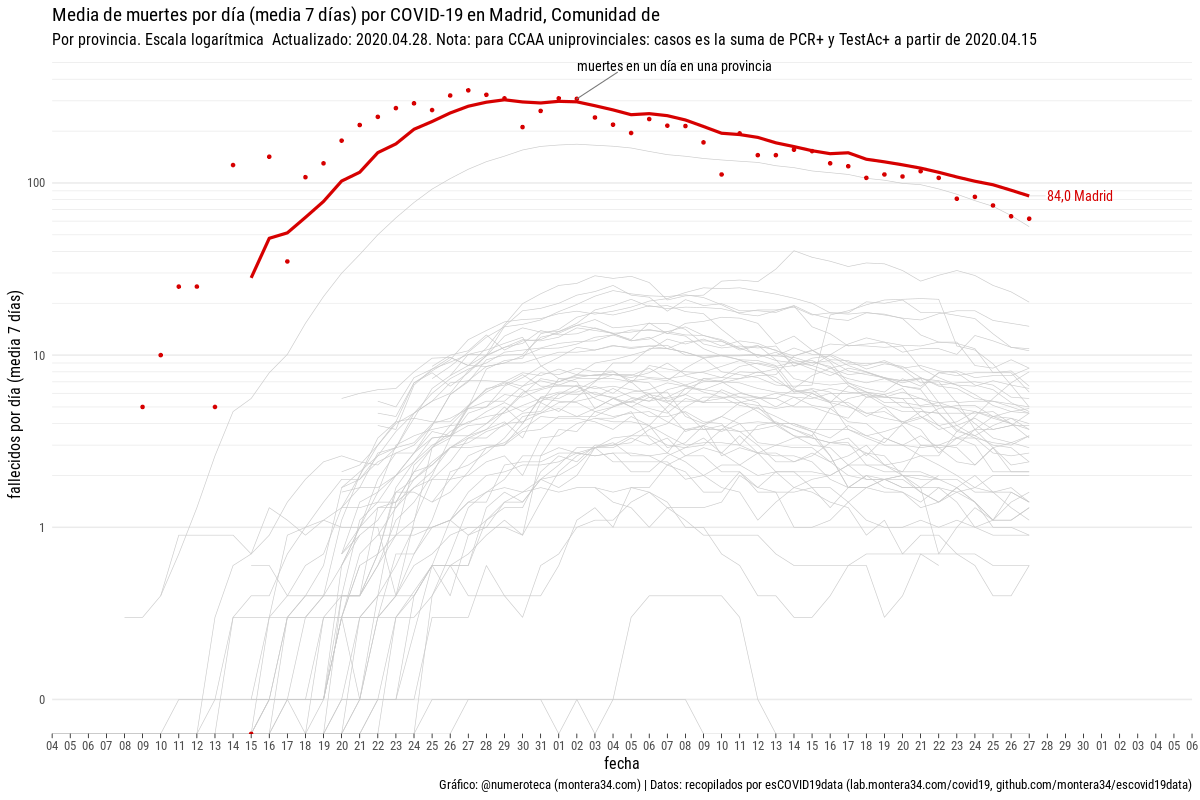 Media de muertes por día (media 7 días) por COVID-19 en Madrid, Comunidad de
Por provincia. Escala logarítmica  Actualizado: 2020.04.28. Nota: para CCAA uniprovinciales: casos es la suma de PCR+ y TestAc+ a partir de 2020.04.15
muertes en un día en una provincia
100
84,0 Madrid
10
fallecidos por día (media 7 días)
1
0
04 05 06 07 08 09 10 11 12 13 14 15 16 17 18 19 20 21 22 23 24 25 26 27 28 29 30 31 01 02 03 04 05 06 07 08 09 10 11 12 13 14 15 16 17 18 19 20 21 22 23 24 25 26 27 28 29 30 01 02 03 04 05 06
fecha
Gráfico: @numeroteca (montera34.com) | Datos: recopilados por esCOVID19data (lab.montera34.com/covid19, github.com/montera34/escovid19data)